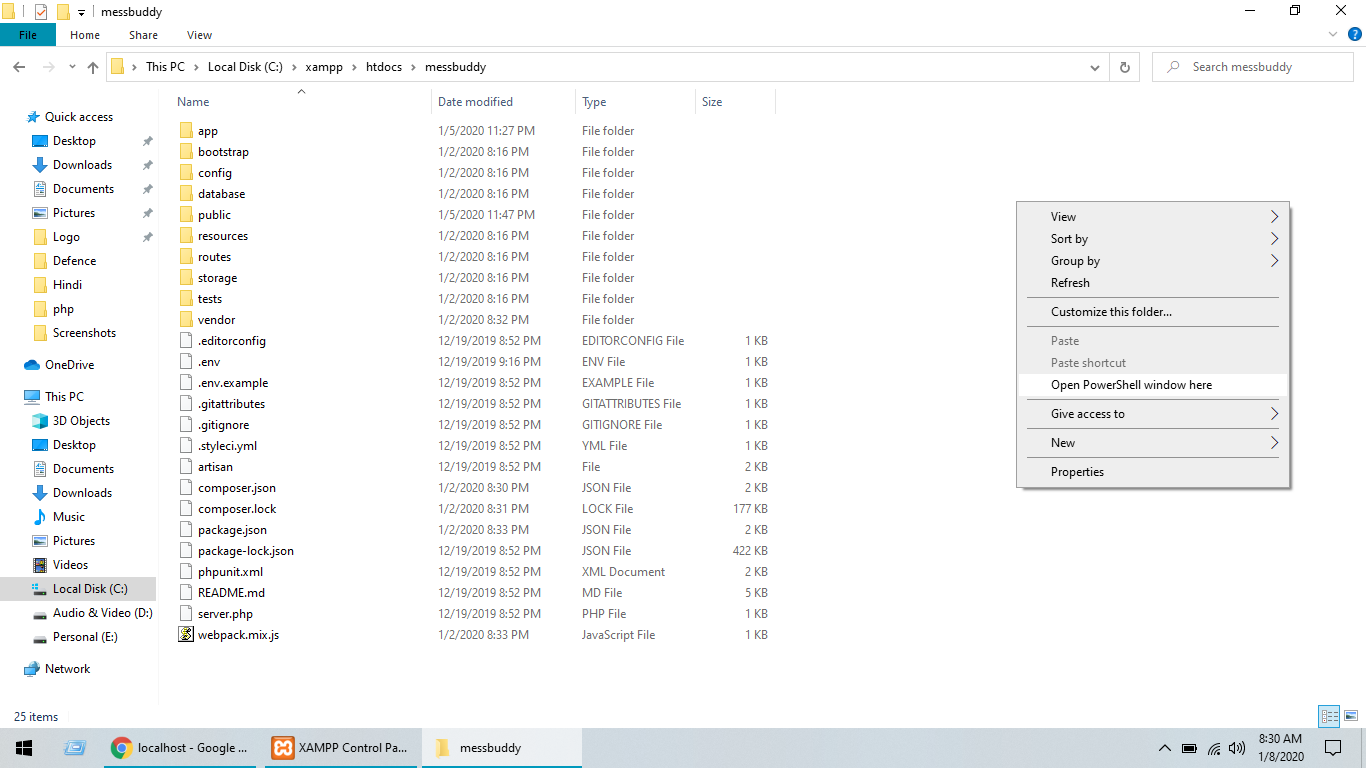 messbuddy
File Home Share View
This PC Local Disk (C:) xampp htdocs messbuddy Search messbuddy
Name Date modified Type Size
Quick access
Desktop
Downloads
Documents
Pictures
Logo
Defence
Hindi
php
Screenshots
OneDrive
This PC
3D Objects
Desktop
Documents
Downloads
Music
Pictures
Videos
Local Disk (C:)
Audio & Video (D:)
Personal (E:)
Network
app 1/5/2020 11:27 PM File folder
bootstrap 1/2/2020 8:16 PM File folder
config 1/2/2020 8:16 PM File folder
database 1/2/2020 8:16 PM File folder
public 1/5/2020 11:47 PM File folder
resources 1/2/2020 8:16 PM File folder
routes 1/2/2020 8:16 PM File folder
storage 1/2/2020 8:16 PM File folder
tests 1/2/2020 8:16 PM File folder
vendor 1/2/2020 8:32 PM File folder
.editorconfig 12/19/2019 8:52 PM EDITORCONFIG File 1 KB
.env 12/19/2019 9:16 PM ENV File 1 KB
.env.example 12/19/2019 8:52 PM EXAMPLE File 1 KB
.gitattributes 12/19/2019 8:52 PM GITATTRIBUTES File 1 KB
.gitignore 12/19/2019 8:52 PM GITIGNORE File 1 KB
.styleci.yml 12/19/2019 8:52 PM YML File 1 KB
artisan 12/19/2019 8:52 PM File 2 KB
composer.json 1/2/2020 8:30 PM JSON File 2 KB
composer.lock 1/2/2020 8:31 PM LOCK File 177 KB
package.json 1/2/2020 8:33 PM JSON File 2 KB
package-lock.json 12/19/2019 8:52 PM JSON File 422 KB
phpunit.xml 12/19/2019 8:52 PM XML Document 2 KB
README.md 12/19/2019 8:52 PM MD File 5 KB
server.php 12/19/2019 8:52 PM PHP File 1 KB
webpack.mix.js 1/2/2020 8:33 PM JavaScript File 1 KB
View
Sort by
Group by
Refresh
Customize this folder...
Paste
Paste shortcut
Open PowerShell window here
Give access to
New
Properties
25 items
localhost - Google ... XAMPP Control Pa... messbuddy
8:30 AM
1/8/2020